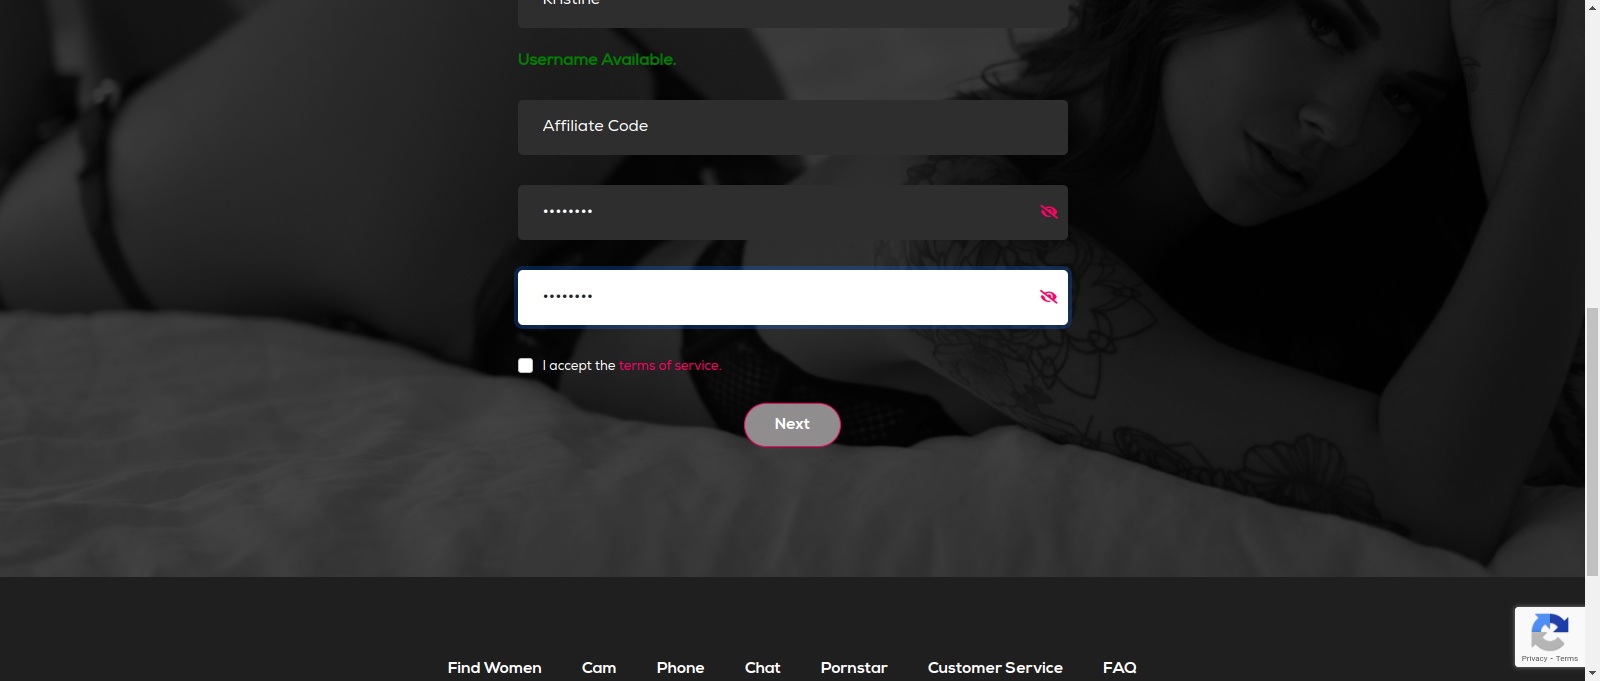 Kristine
Username Available.
Affiliate Code
••••••••
••••••••
I accept the terms of service.
Next
Find Women Cam Phone Chat Pornstar Customer Service FAQ
Privacy - Terms